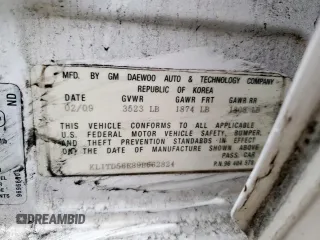 MFD. BY GM DAEWOO AUTO & TECHNOLOGY COMPANY
REPUBLIC OF KOREA
DATE GVWR GAWR FRT GAWR RR
02/09 3523 LB 1874 LB
THIS VEHICLE CONFORMS TO ALL APPLICABLE
U.S. FEDERAL MOTOR VEHICLE SAFETY, BUMPER,
AND THEFT PREVENTION STANDARDS IN EFFECT ON
THE DATE OF MANUFACTURE SHOWN ABOVE
PASS. CAR
P.N.96
DREAMBID